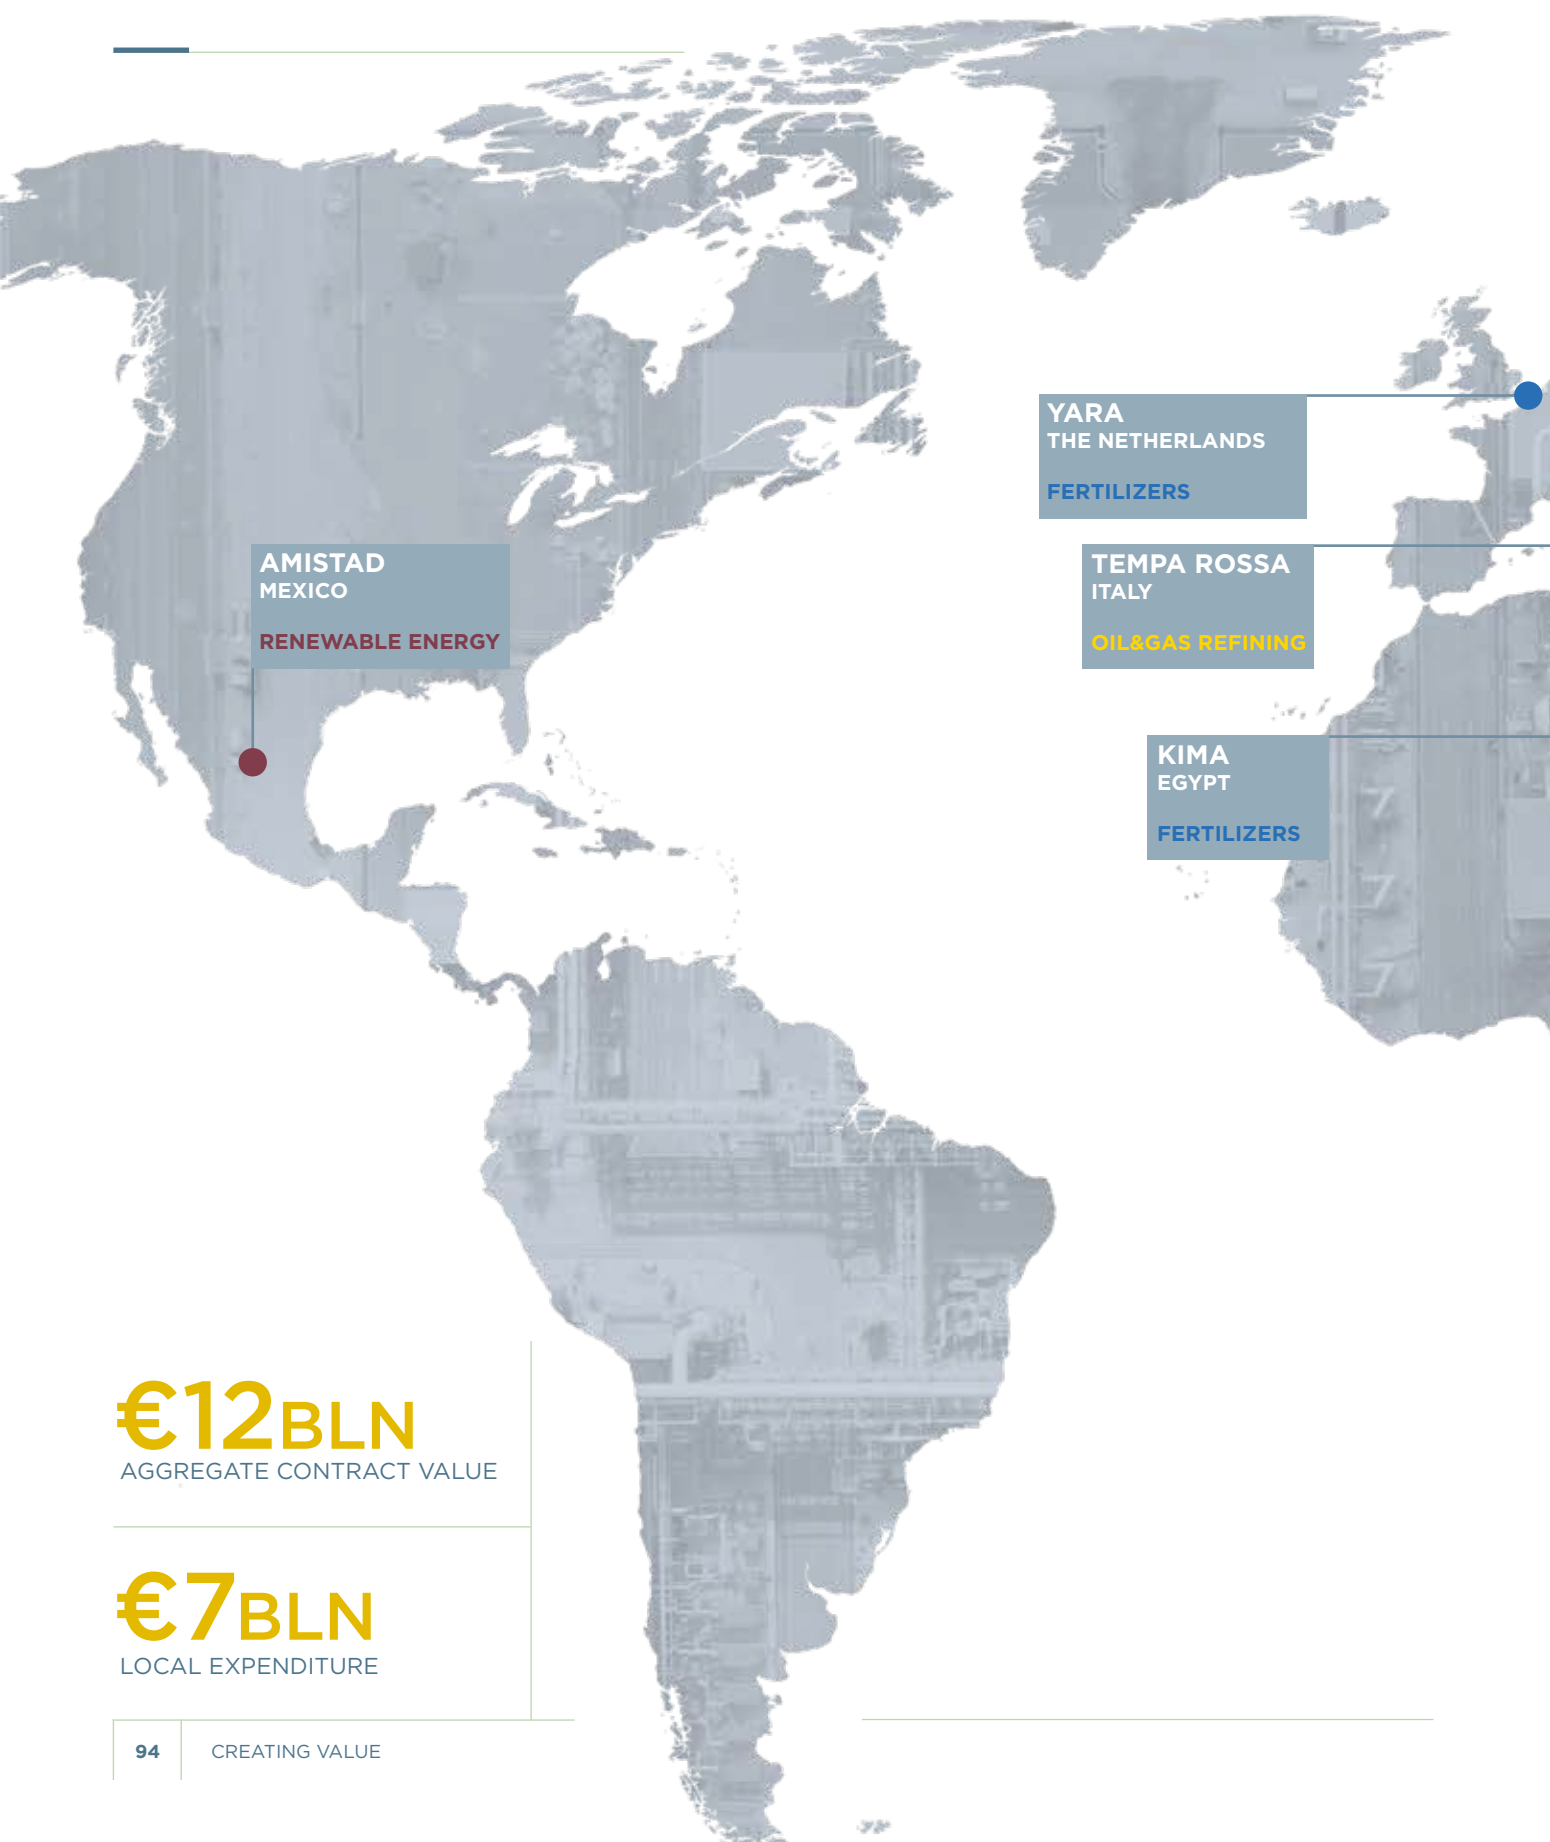 YARA
THE NETHERLANDS
FERTILIZERS
AMISTAD
MEXICO
RENEWABLE ENERGY
TEMPA ROSSA
ITALY
OIL&GAS REFINING
KIMA
EGYPT
FERTILIZERS
€12BLN
AGGREGATE CONTRACT VALUE
€7BLN
LOCAL EXPENDITURE
94
CREATING VALUE